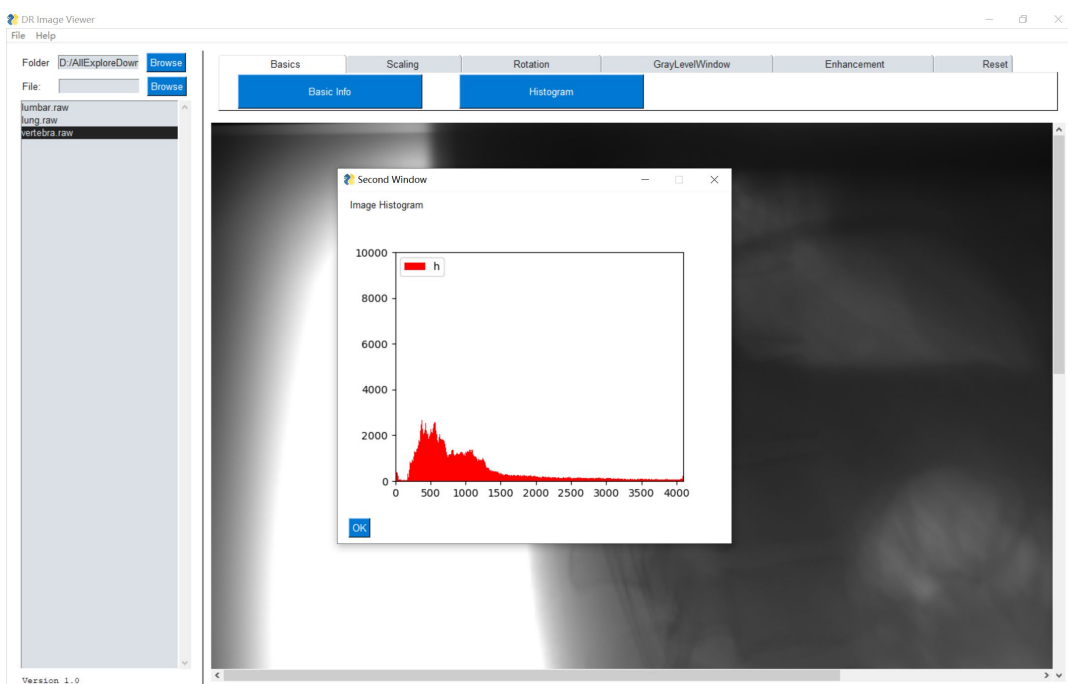 DR Image Viewer
File Help
Folder D:/AllExploreDowr Browse
File: Browse
lumbar.raw
lung.raw
vertebra.raw
Basics Scaling Rotation GrayLevelWindow Enhancement Reset
Basic Info Histogram
Second Window
Image Histogram
h
10000
8000
6000
4000
2000
0
0 500 1000 1500 2000 2500 3000 3500 4000
OK
Version 1.0